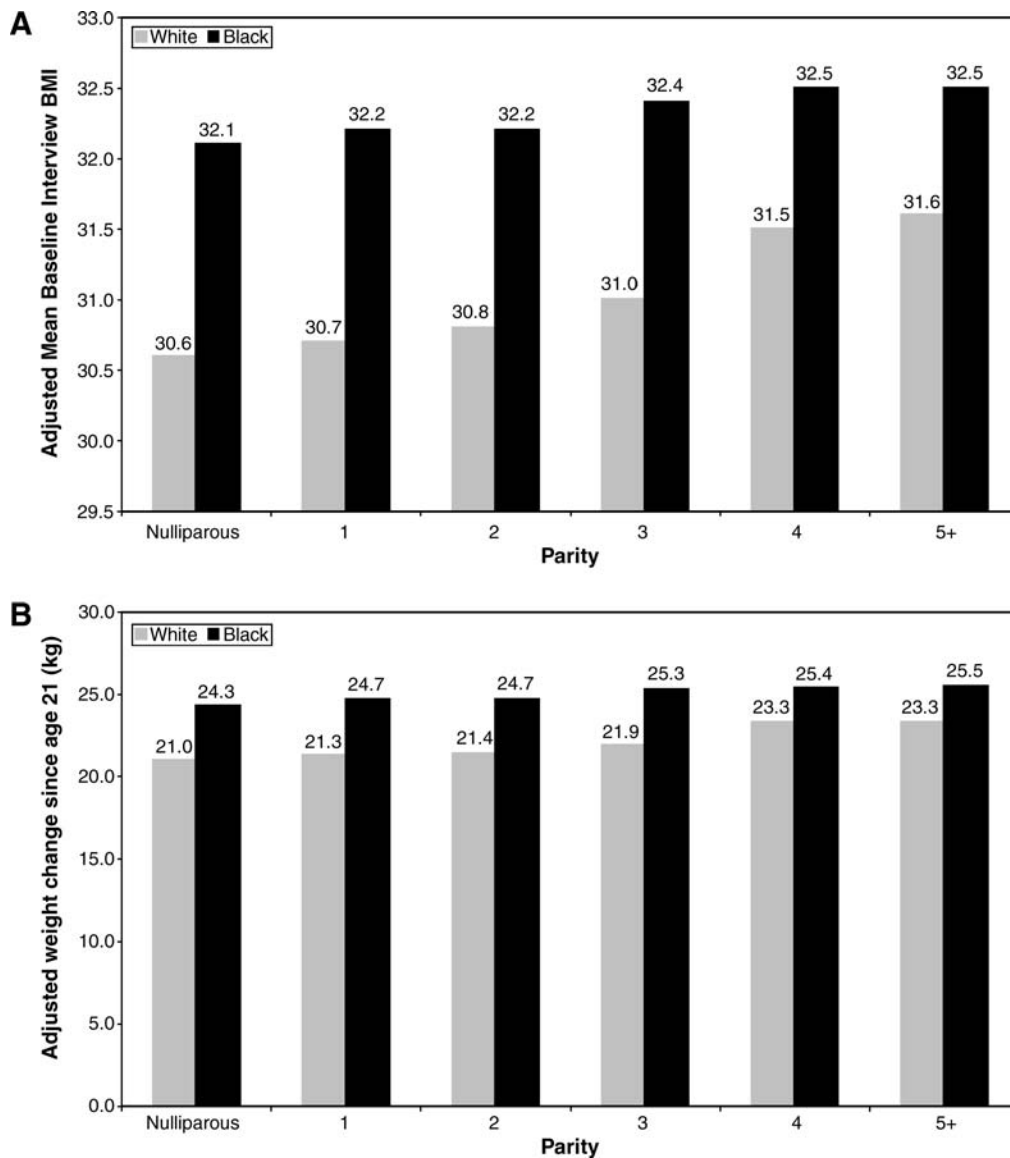 A
Adjusted Mean Baseline Interview BMI
33.0
32.5
32.0
31.5
31.0
30.5
30.0
29.5
White Black
30.6 32.1 30.7 32.2 30.8 32.2 31.0 32.4 31.5 32.5 31.6 32.5
Nulliparous 1 2 3 4 5+
Parity
B
Adjusted weight change since age 21 (kg)
30.0
25.0
20.0
15.0
10.0
5.0
0.0
White Black
21.0 24.3 21.3 24.7 21.4 24.7 21.9 25.3 23.3 25.4 23.3 25.5
Nulliparous 1 2 3 4 5+
Parity